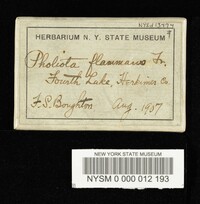 HERBARIUM N. Y. STATE MUSEUM
Pholiota flammans Fr.
Fourth Lake, Herkimer Co.
F. S. Boughton Aug. 1937
NEW YORK STATE MUSEUM
NYSM 0 000 012 193